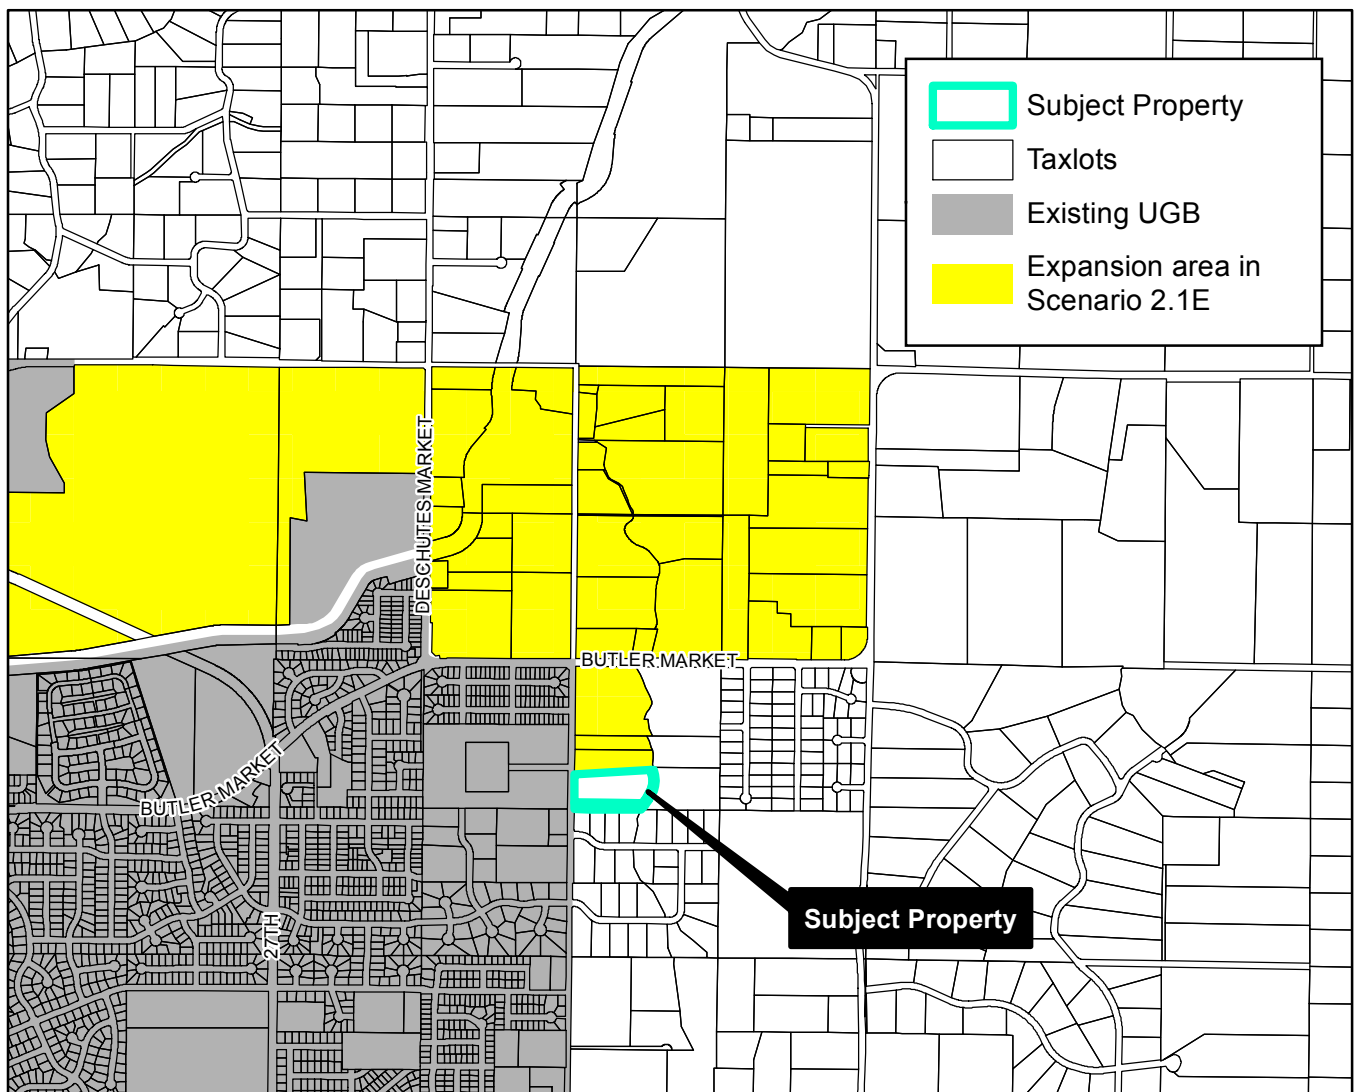 Subject Property
Taxlots
Existing UGB
Expansion area in
Scenario 2.1E
DESCHUTES MARKET
BUTLER MARKET
BUTLER MARKET
27TH
Subject Property